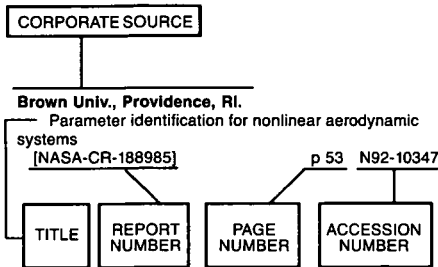 CORPORATE SOURCE
Brown Univ., Providence, RI.
Parameter identification for nonlinear aerodynamic
systems
[NASA-CR-188985] p 53 N92-10347
TITLE
REPORT
NUMBER
PAGE
NUMBER
ACCESSION
NUMBER